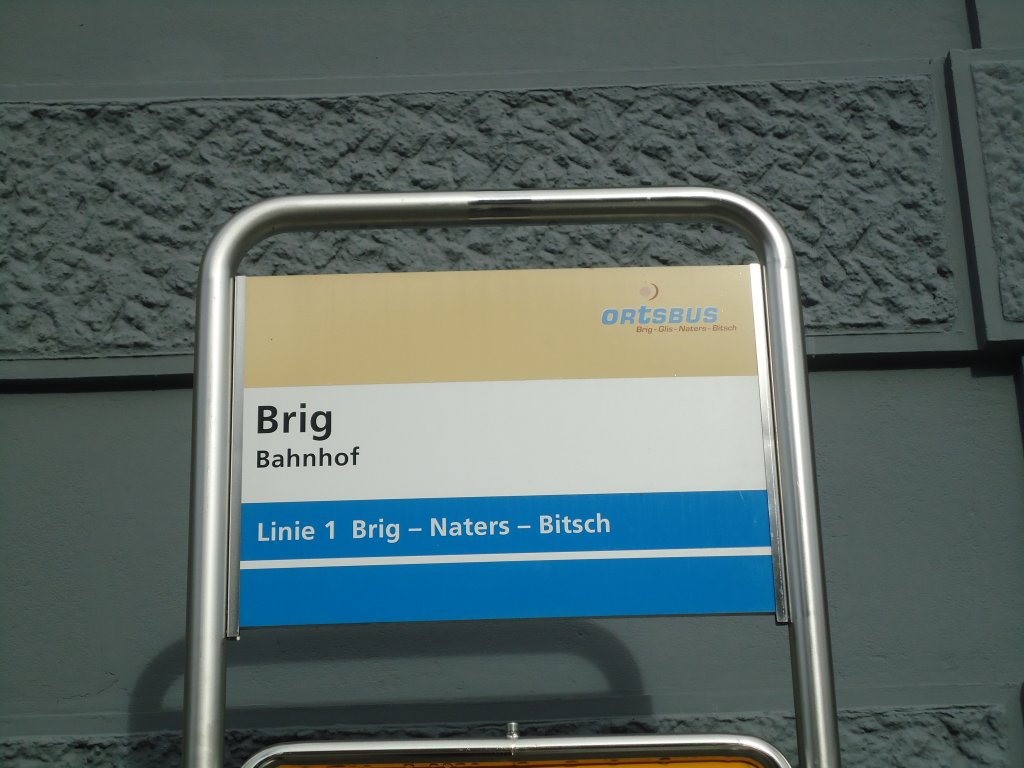 ORTSBUS
Brig - Glis - Naters - Bitsch
Brig
Bahnhof
Linie 1 Brig – Naters – Bitsch